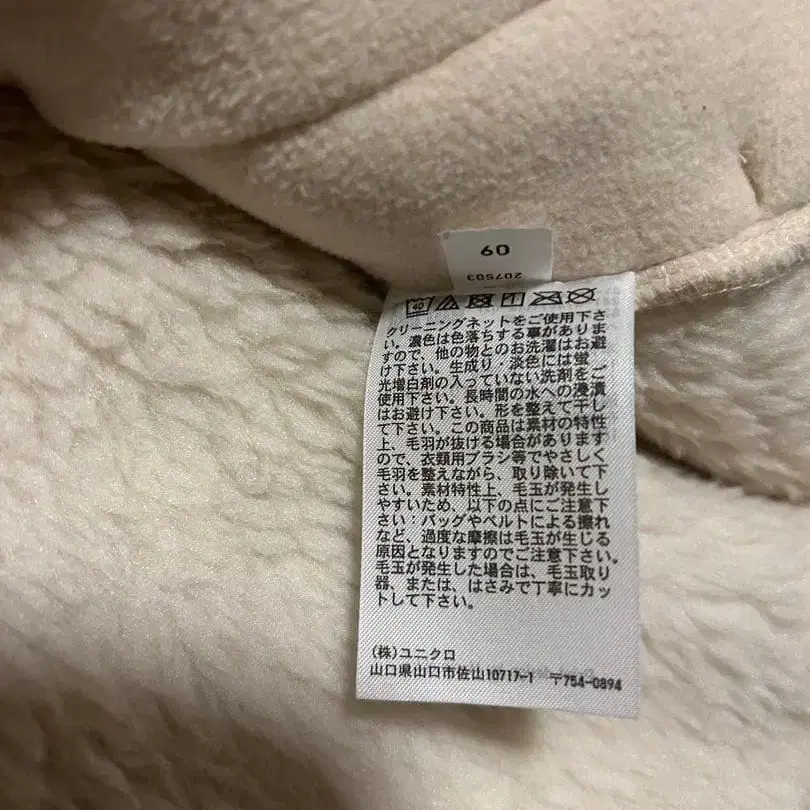 60
207S03
40
クリーニングネットをご使用下さ
い。濃色は色落ちする事がありま
すので、他の物とのお洗濯はお避
け下さい。生成り・淡色には蛍
光増白剤の入っていない洗剤をご
使用下さい。長時間の水への浸漬
はお避け下さい。形を整えて干し
て下さい。この商品は素材の特性
上、毛羽が抜ける場合があります
ので、衣類用ブラシ等でやさしく
毛羽を整えながら、取り除いて下
さい。素材特性上、毛玉が発生し
やすいため、以下の点にご注意下
さい：バッグやベルトによる擦れ
など、過度な摩擦は毛玉が生じる
原因となりますのでご注意下さい。
毛玉が発生した場合は、毛玉取り
器、または、はさみで丁寧にカッ
トして下さい。
(株)ユニクロ
山口県山口市佐山10717-1 〒754-0894